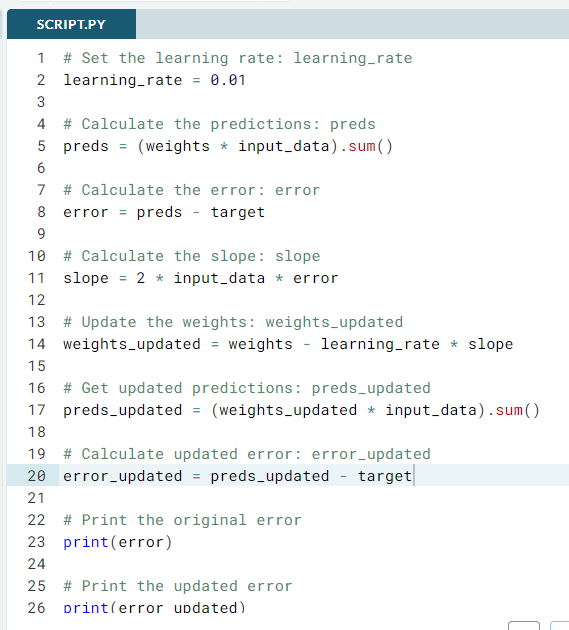 SCRIPT.PY
1 # Set the learning rate: learning_rate
2 learning_rate = 0.01
3
4 # Calculate the predictions: preds
5 preds = (weights * input_data).sum()
6
7 # Calculate the error: error
8 error = preds - target
9
10 # Calculate the slope: slope
11 slope = 2 * input_data * error
12
13 # Update the weights: weights_updated
14 weights_updated = weights - learning_rate * slope
15
16 # Get updated predictions: preds_updated
17 preds_updated = (weights_updated * input_data).sum()
18
19 # Calculate updated error: error_updated
20 error_updated = preds_updated - target
21
22 # Print the original error
23 print(error)
24
25 # Print the updated error
26 print(error_updated)